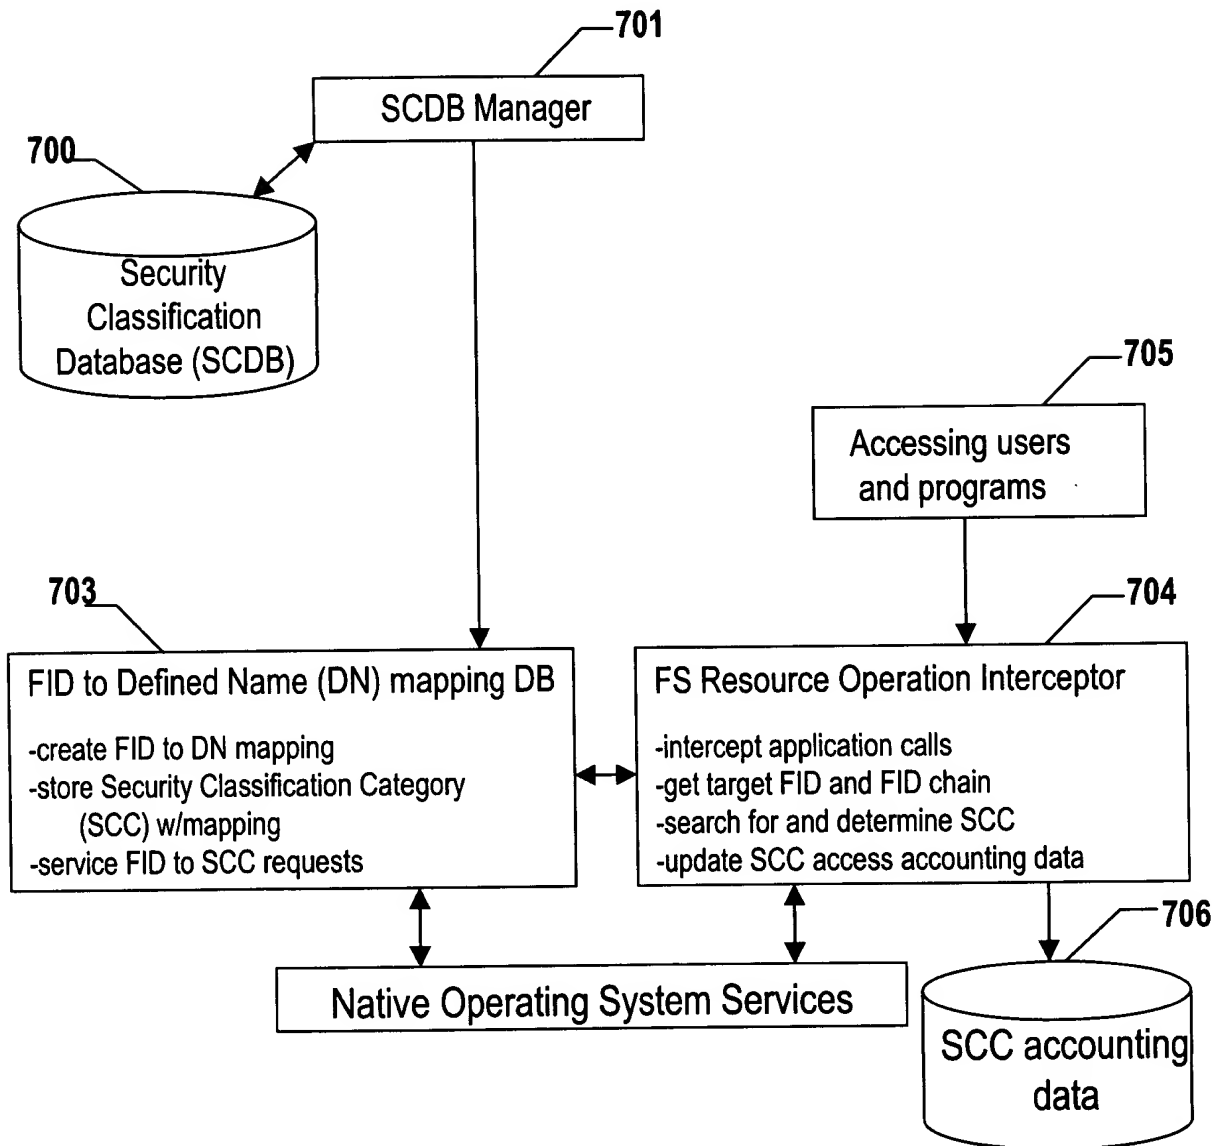 701
SCDB Manager
700
Security
Classification
Database (SCDB)
705
Accessing users
and programs
703
FID to Defined Name (DN) mapping DB
-create FID to DN mapping
-store Security Classification Category
(SCC) w/mapping
-service FID to SCC requests
704
FS Resource Operation Interceptor
-intercept application calls
-get target FID and FID chain
-search for and determine SCC
-update SCC access accounting data
706
Native Operating System Services
SCC accounting
data